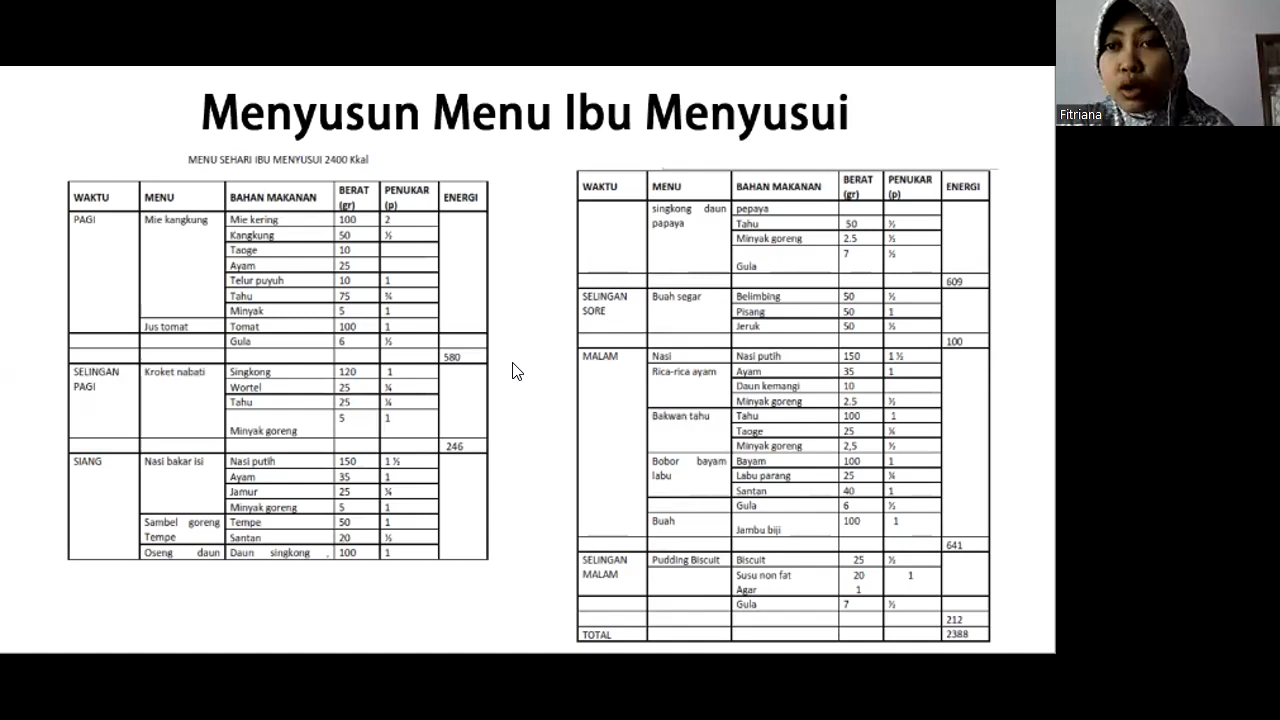 Menyusun Menu Ibu Menyusui
MENU SEHARI IBU MENYUSUI 2400 Kkal
WAKTU MENU BAHAN MAKANAN BERAT (gr) PENUKAR (p) ENERGI
PAGI Mie kangkung Mie kering 100 2
Kangkung 50 ½
Taoge 10
Ayam 25
Telur puyuh 10 1
Tahu 75 ¾
Minyak 5 1
Jus tomat Tomat 100 1
Gula 6 ½
580
SELINGAN PAGI Kroket nabati Singkong 120 1
Wortel 25 ¼
Tahu 25 ¼
Minyak goreng 5 1
246
SIANG Nasi bakar isi Nasi putih 150 1 ½
Ayam 35 1
Jamur 25 ¼
Minyak goreng 5 1
Sambel goreng Tempe Tempe 50 1
Santan 20 ½
Oseng daun Daun singkong , 100 1
WAKTU MENU BAHAN MAKANAN BERAT (gr) PENUKAR (p) ENERGI
singkong daun papaya pepaya
Tahu 50 ½
Minyak goreng 2.5 ½
Gula 7 ½
609
SELINGAN SORE Buah segar Belimbing 50 ½
Pisang 50 1
Jeruk 50 ½
100
MALAM Nasi Nasi putih 150 1 ½
Rica-rica ayam Ayam 35 1
Daun kemangi 10
Minyak goreng 2.5 ½
Bakwan tahu Tahu 100 1
Taoge 25 ¼
Minyak goreng 2,5 ½
Bobor bayam labu Bayam 100 1
Labu parang 25 ¼
Santan 40 1
Gula 6 ½
Buah Jambu biji 100 1
641
SELINGAN MALAM Pudding Biscuit Biscuit 25 ½
Susu non fat 20 1
Agar 1
Gula 7 ½
212
TOTAL 2388
Fitriana